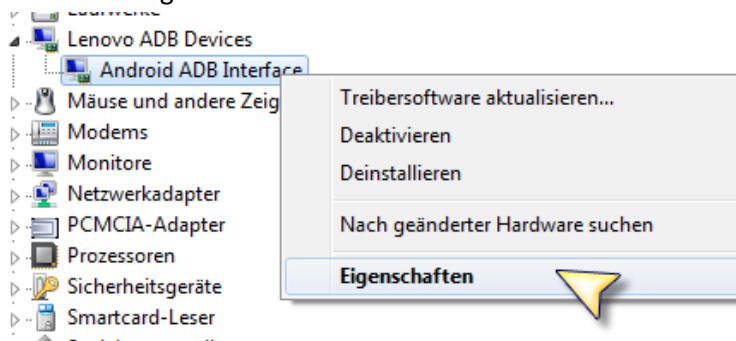 Laufwerke
Lenovo ADB Devices
Android ADB Interface
Mäuse und andere Zeig
Modems
Monitore
Netzwerkadapter
PCMCIA-Adapter
Prozessoren
Sicherheitsgeräte
Smartcard-Leser
Treibersoftware aktualisieren...
Deaktivieren
Deinstallieren
Nach geänderter Hardware suchen
Eigenschaften